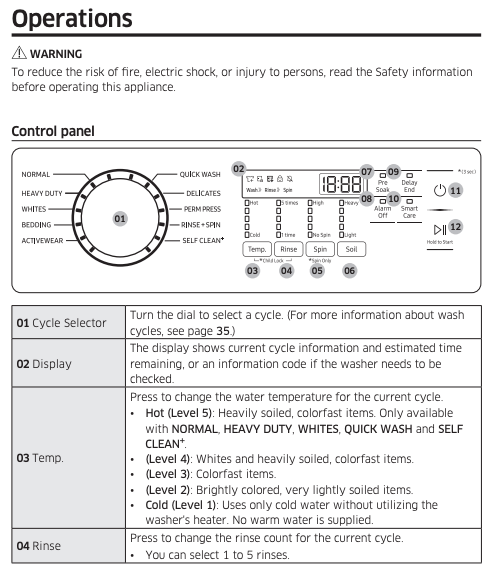 Operations
WARNING
To reduce the risk of fire, electric shock, or injury to persons, read the Safety information
before operating this appliance.
Control panel
NORMAL
HEAVY DUTY
WHITES
BEDDING
ACTIVEWEAR
01
QUICK WASH
DELICATES
PERM PRESS
RINSE+SPIN
SELF CLEAN+
02
Wash Rinse Spin
18:88
Hot 5 times High Heavy
Cold 1 time No Spin Light
Temp. Rinse Spin Soil
*Child Lock *Spin Only
03 04 05 06
07 09
Pre Soak Delay End
08 10
Alarm Off Smart Care
*(3 sec)
11
12
Hold to Start
01 Cycle Selector
Turn the dial to select a cycle. (For more information about wash
cycles, see page 35.)
02 Display
The display shows current cycle information and estimated time
remaining, or an information code if the washer needs to be
checked.
03 Temp.
Press to change the water temperature for the current cycle.
• Hot (Level 5): Heavily soiled, colorfast items. Only available
with NORMAL, HEAVY DUTY, WHITES, QUICK WASH and SELF
CLEAN+.
• (Level 4): Whites and heavily soiled, colorfast items.
• (Level 3): Colorfast items.
• (Level 2): Brightly colored, very lightly soiled items.
• Cold (Level 1): Uses only cold water without utilizing the
washer's heater. No warm water is supplied.
04 Rinse
Press to change the rinse count for the current cycle.
• You can select 1 to 5 rinses.